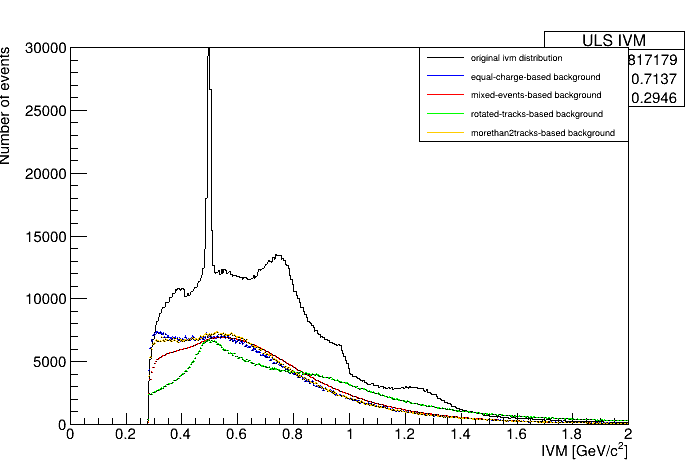 ULS IVM
817179
0.7137
0.2946
original ivm distribution
equal-charge-based background
mixed-events-based background
rotated-tracks-based background
morethan2tracks-based background
Number of events
30000
25000
20000
15000
10000
5000
0
0 0.2 0.4 0.6 0.8 1 1.2 1.4 1.6 1.8 2
IVM [GeV/c²]